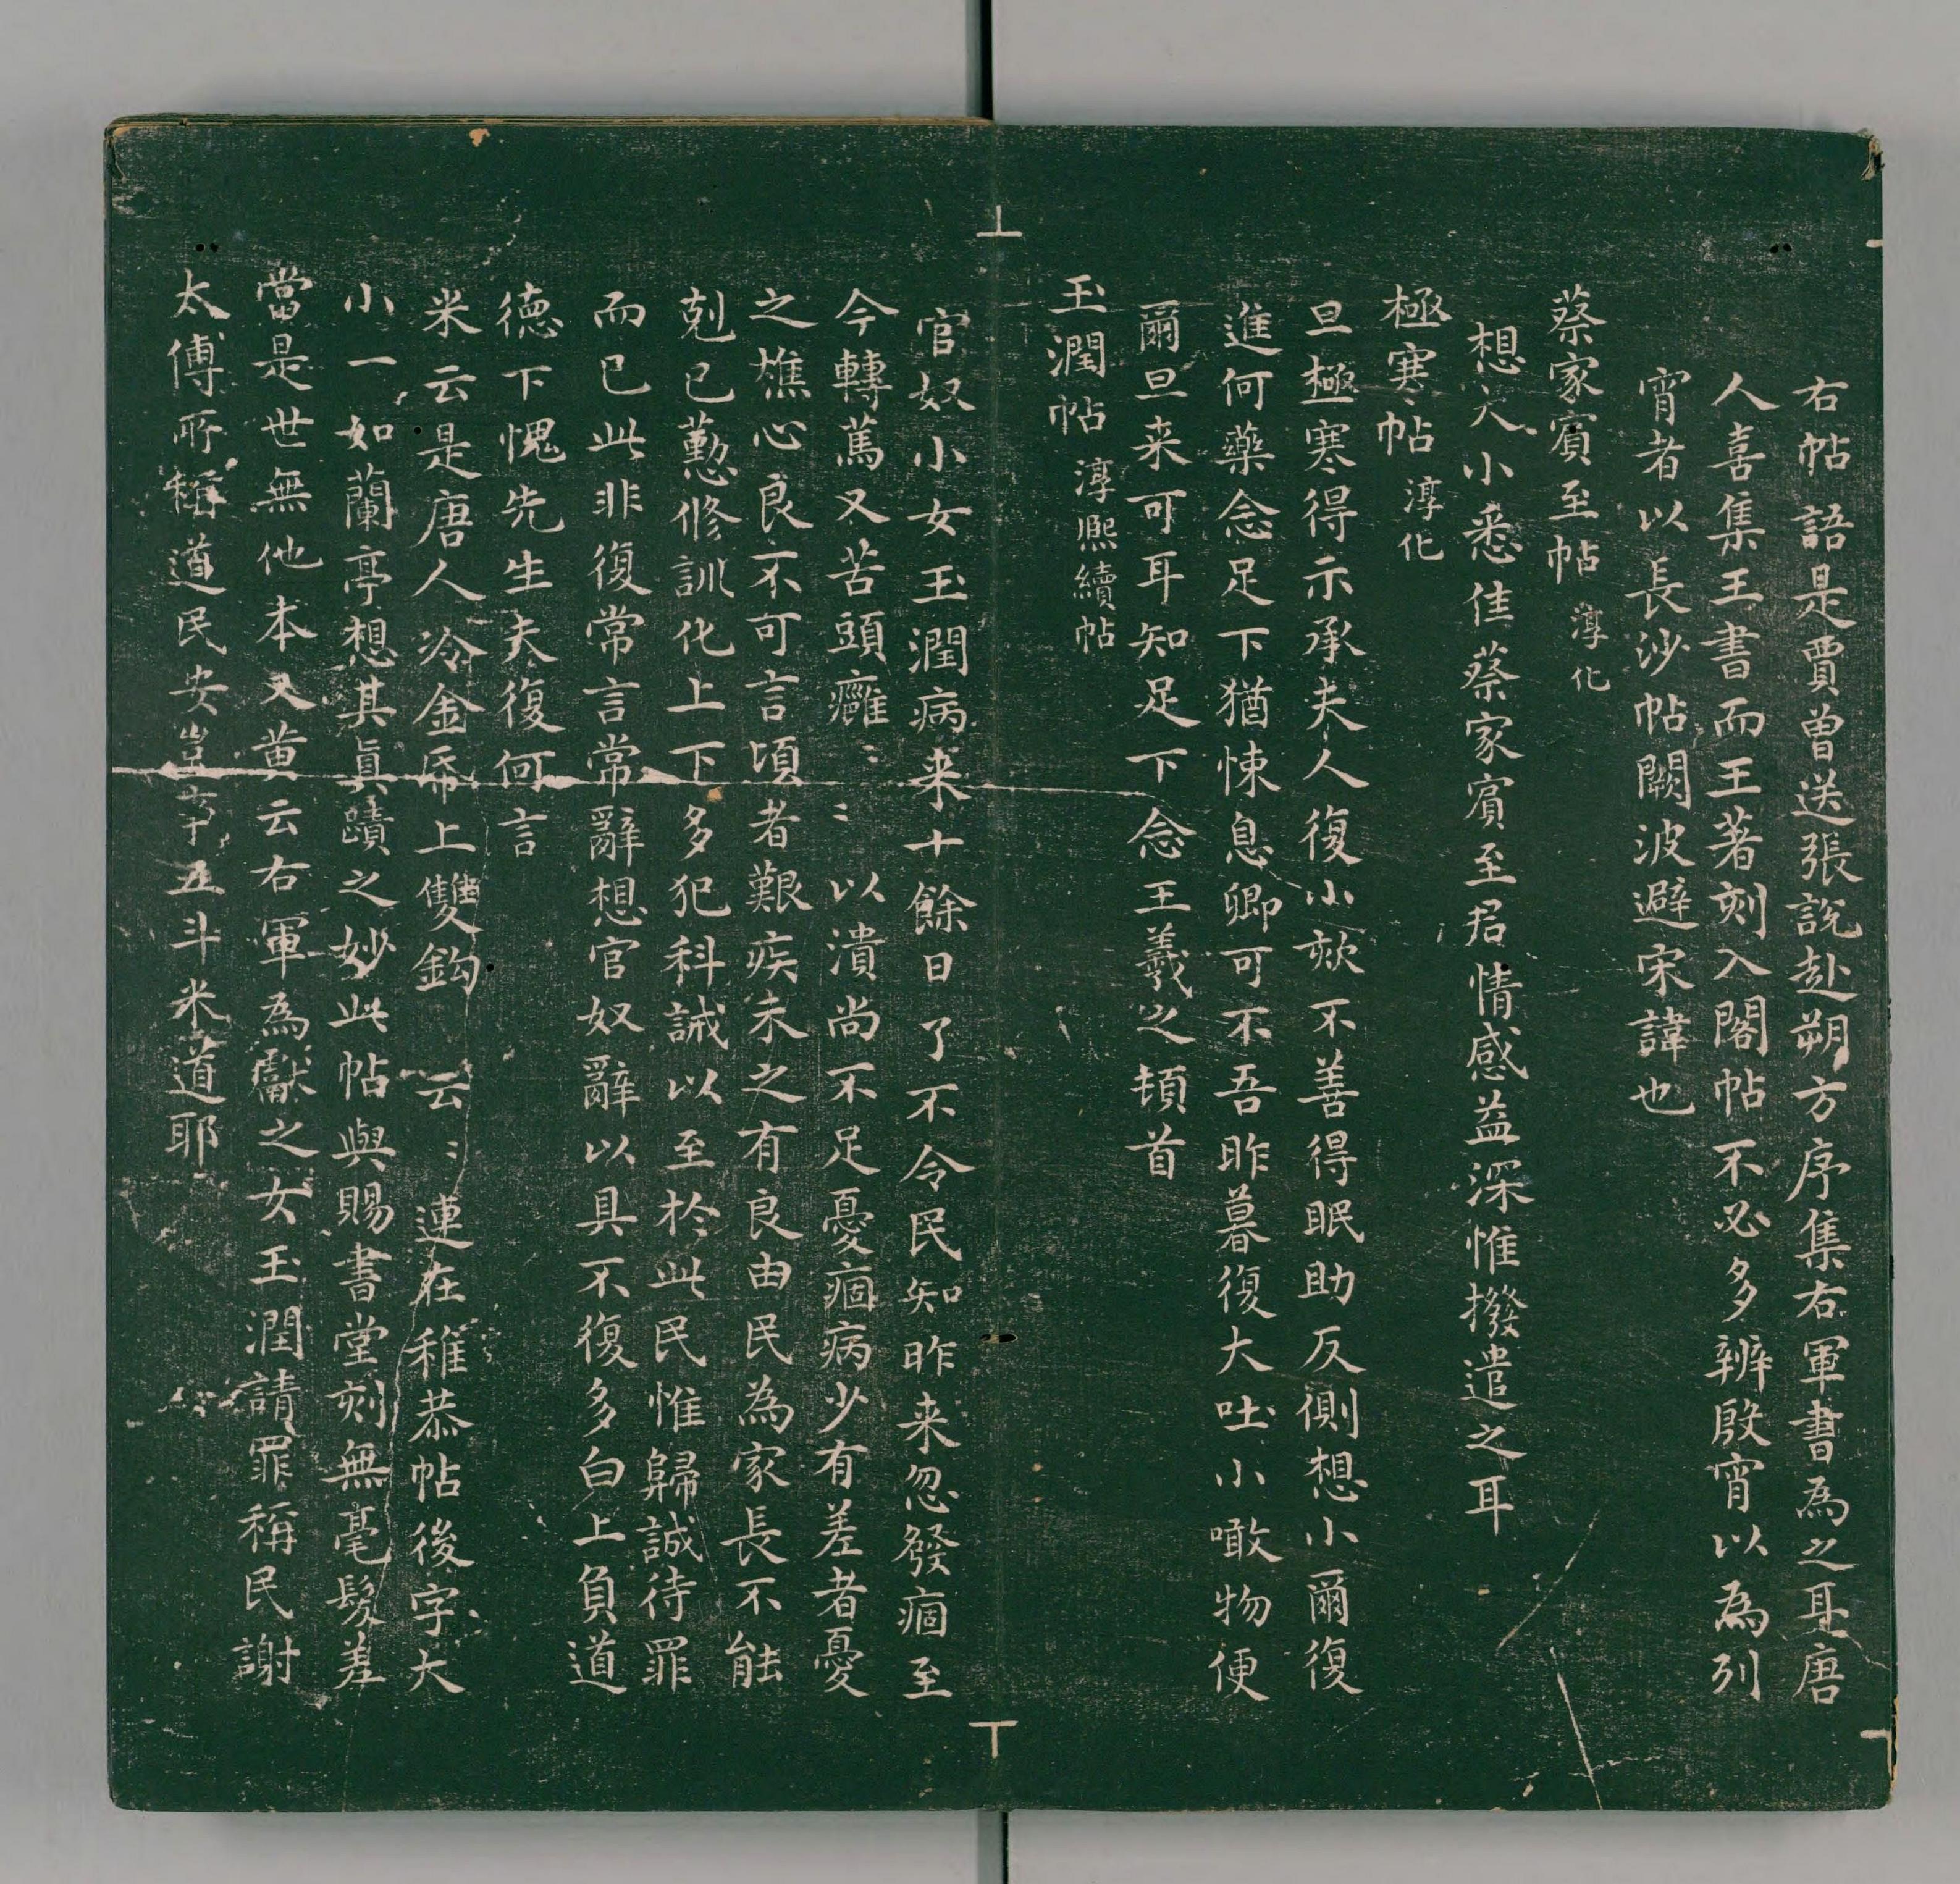 右帖語是賈曾送張說赴朔方序集右軍書為之耳唐
人喜集王書而王著刻入閣帖不必多辨殷宵以為列
宵者以長沙帖闕波避宋諱也
蔡家賓至帖 淳化
想大小悉佳蔡家賓至君情感益深惟撥遣之耳
極寒帖 淳化
旦極寒得示承夫人復小欬不善得眠助反側想小爾復
進何藥念足下猶悚息卿可不吾昨暮復大吐小噉物便
爾旦来可耳知足下念王羲之頓首
玉潤帖 淳熙續帖
官奴小女玉潤病来十餘日了不令民知昨来忽發痼至
今轉篤又苦頭癰〻〻以潰尚不足憂痼病少有差者憂
之燋心良不可言頃者艱疾未之有良由民為家長不能
剋已懃修訓化上下多犯科誡以至於此民惟歸誠待罪
而已此非復常言常辭想官奴辭以具不復多白上負道
德下愧先生夫復何言
米云是唐人冷金帋上雙鈎云〻連在稚恭帖後字大
小一如蘭亭想其真蹟之妙此帖與賜書堂刻無毫髮差
當是世無他本又黄云右軍為獻之女玉潤請罪稱民謝
太傅所稱道民安豈事五斗米道耶